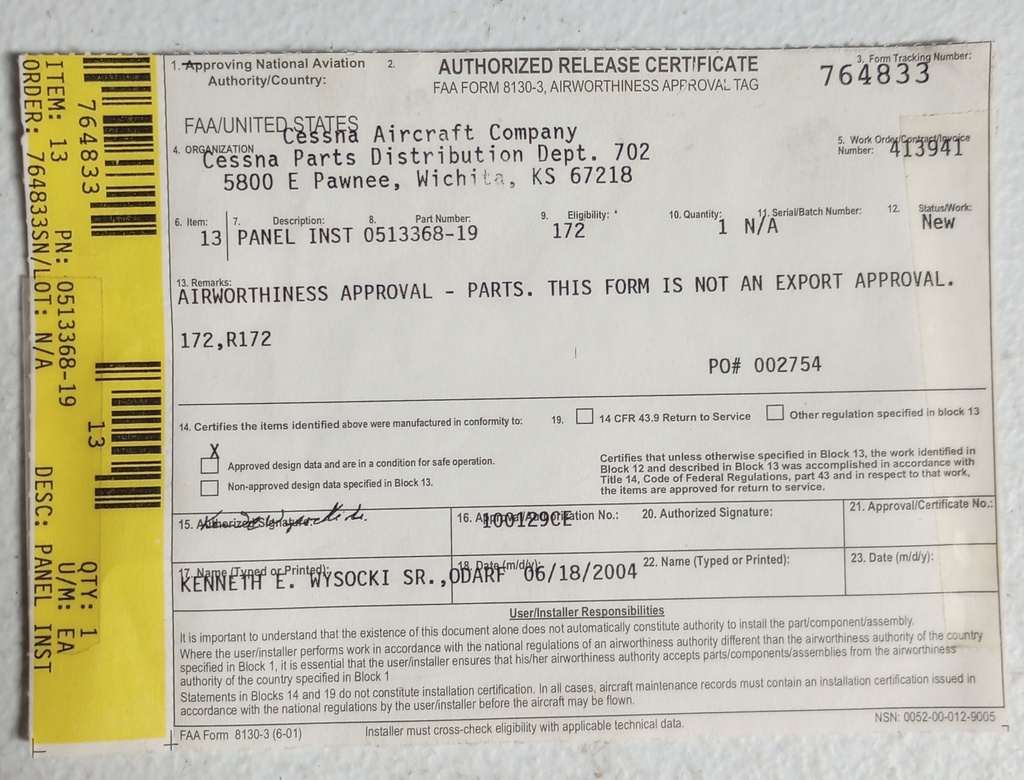 1. Approving National Aviation Authority/Country:
2.
AUTHORIZED RELEASE CERTIFICATE
FAA FORM 8130-3, AIRWORTHINESS APPROVAL TAG
3. Form Tracking Number:
764833
FAA/UNITED STATES
4. ORGANIZATION
Cessna Aircraft Company
Cessna Parts Distribution Dept. 702
5800 E Pawnee, Wichita, KS 67218
5. Work Order/Contract/Invoice Number:
413941
6. Item: 7. Description: 8. Part Number: 9. Eligibility: 10. Quantity: 11. Serial/Batch Number: 12. Status/Work:
13 PANEL INST 0513368-19 172 1 N/A New
13. Remarks:
AIRWORTHINESS APPROVAL - PARTS. THIS FORM IS NOT AN EXPORT APPROVAL.
172,R172
PO# 002754
14. Certifies the items identified above were manufactured in conformity to:
X
Approved design data and are in a condition for safe operation.
Non-approved design data specified in Block 13.
19. 14 CFR 43.9 Return to Service Other regulation specified in block 13
Certifies that unless otherwise specified in Block 13, the work identified in
Block 12 and described in Block 13 was accomplished in accordance with
Title 14, Code of Federal Regulations, part 43 and in respect to that work,
the items are approved for return to service.
15. Authorized Signature:
16. Approval/Authorization No.:
100129CE
20. Authorized Signature:
21. Approval/Certificate No.:
17. Name (Typed or Printed):
18. Date (m/d/y):
KENNETH E. WYSOCKI SR.,ODARF 06/18/2004
22. Name (Typed or Printed):
23. Date (m/d/y):
User/Installer Responsibilities
It is important to understand that the existence of this document alone does not automatically constitute authority to install the part/component/assembly.
Where the user/installer performs work in accordance with the national regulations of an airworthiness authority different than the airworthiness authority of the country
specified in Block 1, it is essential that the user/installer ensures that his/her airworthiness authority accepts parts/components/assemblies from the airworthiness
authority of the country specified in Block 1
Statements in Blocks 14 and 19 do not constitute installation certification. In all cases, aircraft maintenance records must contain an installation certification issued in
accordance with the national regulations by the user/installer before the aircraft may be flown.
FAA Form 8130-3 (6-01)
Installer must cross-check eligibility with applicable technical data.
NSN: 0052-00-012-9005
764833 13
ITEM: 13 PN: 0513368-19 QTY: 1 U/M: EA
ORDER: 764833SN/LOT: N/A DESC: PANEL INST